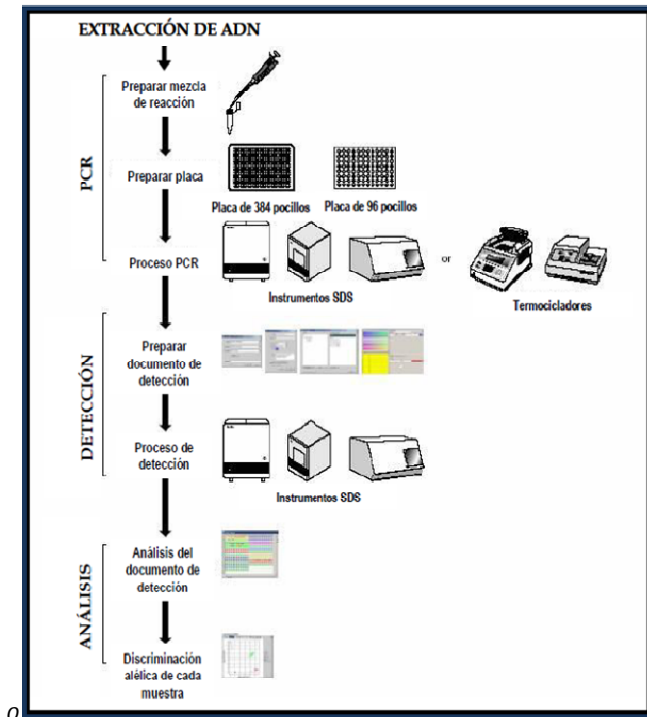 EXTRACCIÓN DE ADN
Preparar mezcla
de reacción
PCR
Preparar placa
Placa de 384 pocillos
Placa de 96 pocillos
Proceso PCR
or
Instrumentos SDS
Termocicladores
Preparar
documento de
detección
DETECCIÓN
Proceso de
detección
Instrumentos SDS
Análisis del
documento de
detección
ANÁLISIS
Discriminación
alélica de cada
muestra
o